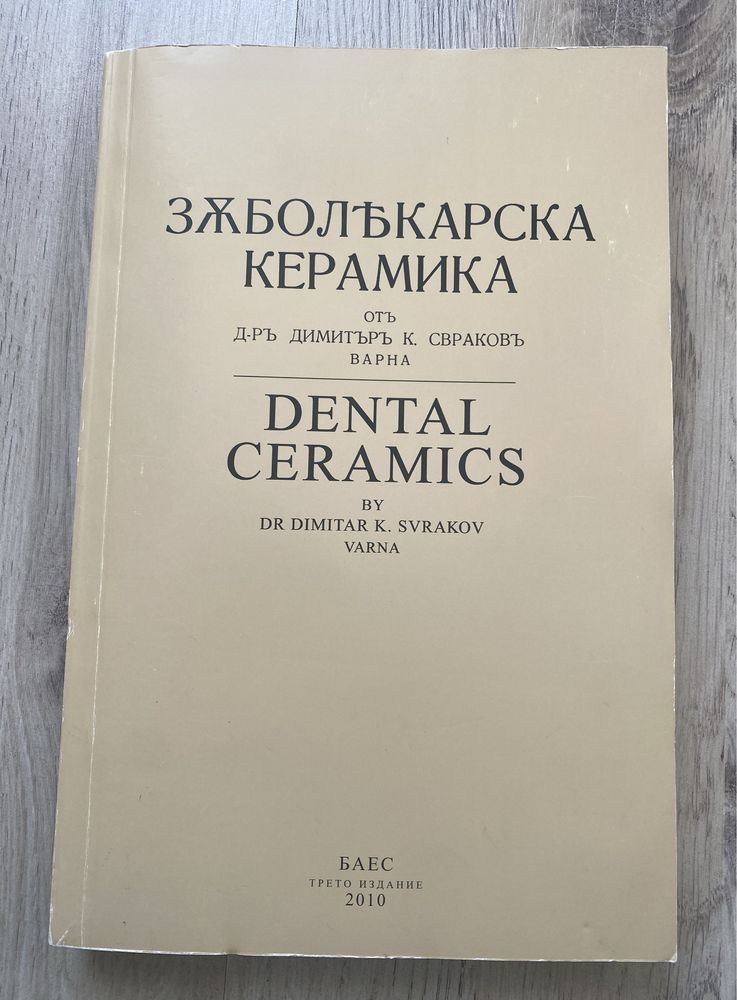 ЗѪБОЛѢКАРСКА
КЕРАМИКА
ОТЪ
Д-РЪ ДИМИТЪРЪ К. СВРАКОВЪ
ВАРНА
DENTAL
CERAMICS
BY
DR DIMITAR K. SVRAKOV
VARNA
БАЕС
ТРЕТО ИЗДАНИЕ
2010